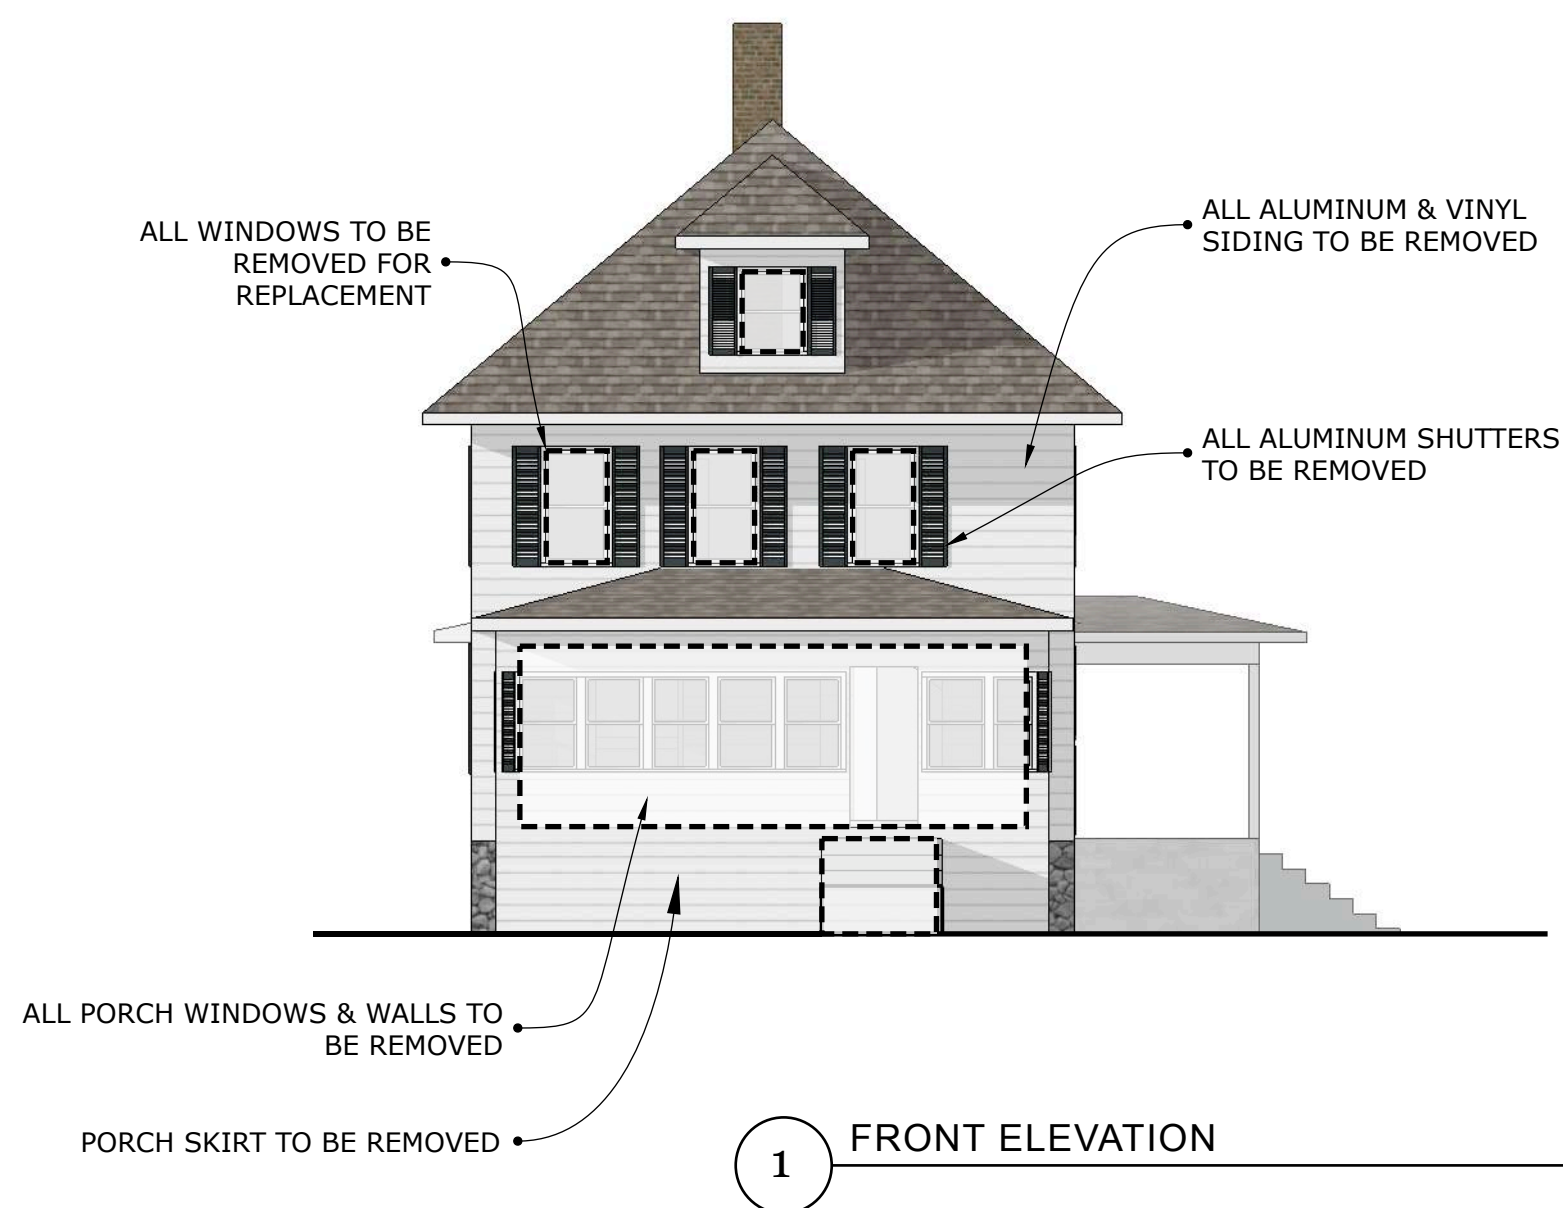 ALL WINDOWS TO BE
REMOVED FOR
REPLACEMENT
ALL ALUMINUM & VINYL
SIDING TO BE REMOVED
ALL ALUMINUM SHUTTERS
TO BE REMOVED
ALL PORCH WINDOWS & WALLS TO
BE REMOVED
PORCH SKIRT TO BE REMOVED
1
FRONT ELEVATION